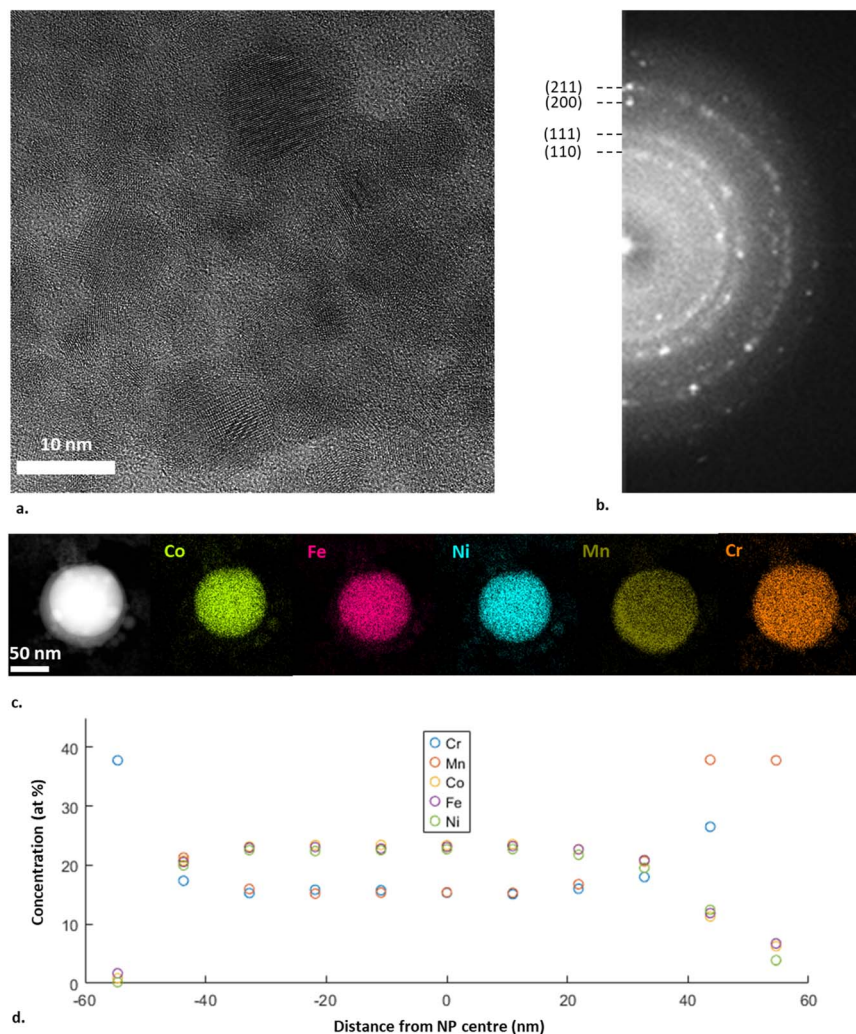 10 nm
a.
(211)
(200)
(111)
(110)
b.
Co
Fe
Ni
Mn
Cr
50 nm
c.
40
30
20
10
0
Concentration (at %)
Cr
Mn
Co
Fe
Ni
-60
-40
-20
0
20
40
60
Distance from NP centre (nm)
d.